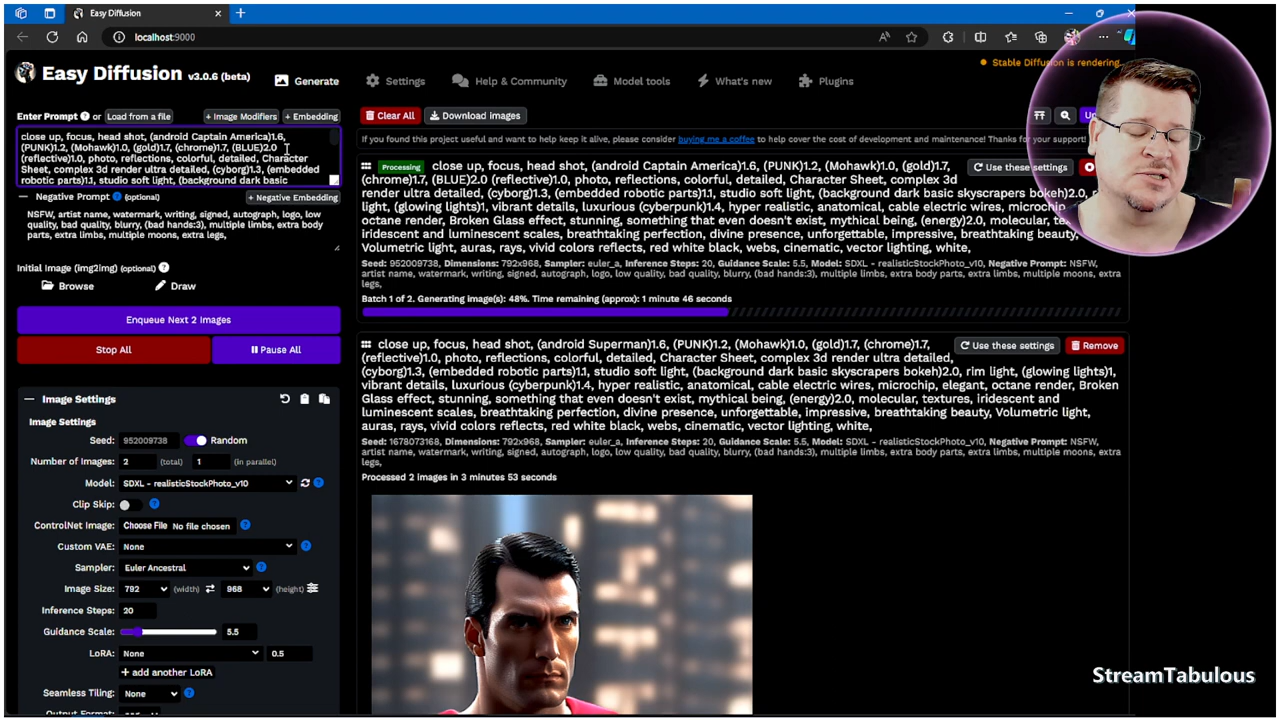 Easy Diffusion
localhost:9000
Easy Diffusion v3.0.6 (beta)
Generate
Settings
Help & Community
Model tools
What's new
Plugins
Stable Diffusion is rendering..
Enter Prompt or Load from a file + Image Modifiers + Embedding
close up, focus, head shot, (android Captain America)1.6,
(PUNK)1.2, (Mohawk)1.0, (gold)1.7, (chrome)1.7, (BLUE)2.0
(reflective)1.0, photo, reflections, colorful, detailed, Character
Sheet, complex 3d render ultra detailed, (cyborg)1.3, (embedded
robotic parts)1.1, studio soft light, (background dark basic
Negative Prompt (optional) + Negative Embedding
NSFW, artist name, watermark, writing, signed, autograph, logo, low
quality, bad quality, blurry, (bad hands:3), multiple limbs, extra body
parts, extra limbs, multiple moons, extra legs,
Initial Image (img2img) (optional)
Browse Draw
Enqueue Next 2 Images
Stop All Pause All
Image Settings
Image Settings
Seed: 952009738 Random
Number of Images: 2 (total) 1 (in parallel)
Model: SDXL - realisticStockPhoto_v10
Clip Skip:
ControlNet Image: Choose File No file chosen
Custom VAE: None
Sampler: Euler Ancestral
Image Size: 792 (width) 968 (height)
Inference Steps: 20
Guidance Scale: 5.5
LoRA: None 0.5
+ add another LoRA
Seamless Tiling: None
Output Format:
Clear All Download images
If you found this project useful and want to help keep it alive, please consider buying me a coffee to help cover the cost of development and maintenance! Thanks for your support!
Processing close up, focus, head shot, (android Captain America)1.6, (PUNK)1.2, (Mohawk)1.0, (gold)1.7, Use these settings
(chrome)1.7, (BLUE)2.0 (reflective)1.0, photo, reflections, colorful, detailed, Character Sheet, complex 3d
render ultra detailed, (cyborg)1.3, (embedded robotic parts)1.1, studio soft light, (background dark basic skyscrapers bokeh)2.0,
light, (glowing lights)1, vibrant details, luxurious (cyberpunk)1.4, hyper realistic, anatomical, cable electric wires, microchip,
octane render, Broken Glass effect, stunning, something that even doesn't exist, mythical being, (energy)2.0, molecular,
iridescent and luminescent scales, breathtaking perfection, divine presence, unforgettable, impressive, breathtaking beauty,
Volumetric light, auras, rays, vivid colors reflects, red white black, webs, cinematic, vector lighting, white,
Seed: 952009738, Dimensions: 792x968, Sampler: euler_a, Inference Steps: 20, Guidance Scale: 5.5, Model: SDXL - realisticStockPhoto_v10, Negative Prompt: NSFW,
artist name, watermark, writing, signed, autograph, logo, low quality, bad quality, blurry, (bad hands:3), multiple limbs, extra body parts, extra limbs, multiple moons, extra
legs,
Batch 1 of 2. Generating image(s): 48%. Time remaining (approx): 1 minute 46 seconds
close up, focus, head shot, (android Superman)1.6, (PUNK)1.2, (Mohawk)1.0, (gold)1.7, (chrome)1.7, Use these settings Remove
(reflective)1.0, photo, reflections, colorful, detailed, Character Sheet, complex 3d render ultra detailed,
(cyborg)1.3, (embedded robotic parts)1.1, studio soft light, (background dark basic skyscrapers bokeh)2.0, rim light, (glowing lights)1,
vibrant details, luxurious (cyberpunk)1.4, hyper realistic, anatomical, cable electric wires, microchip, elegant, octane render, Broken
Glass effect, stunning, something that even doesn't exist, mythical being, (energy)2.0, molecular, textures, iridescent and
luminescent scales, breathtaking perfection, divine presence, unforgettable, impressive, breathtaking beauty, Volumetric light,
auras, rays, vivid colors reflects, red white black, webs, cinematic, vector lighting, white,
Seed: 1678073168, Dimensions: 792x968, Sampler: euler_a, Inference Steps: 20, Guidance Scale: 5.5, Model: SDXL - realisticStockPhoto_v10, Negative Prompt: NSFW,
artist name, watermark, writing, signed, autograph, logo, low quality, bad quality, blurry, (bad hands:3), multiple limbs, extra body parts, extra limbs, multiple moons, extra
legs,
Processed 2 images in 3 minutes 53 seconds
StreamTabulous